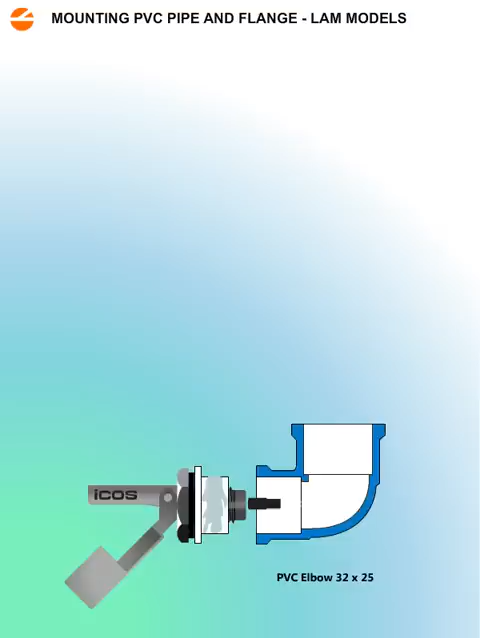 MOUNTING PVC PIPE AND FLANGE - LAM MODELS
icos
PVC Elbow 32 x 25